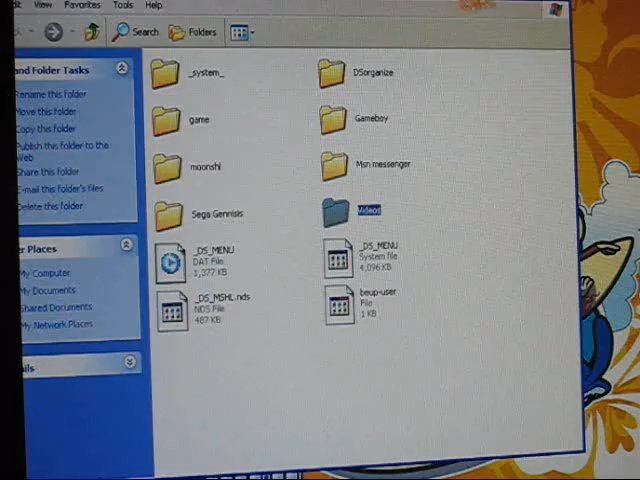 View Favorites Tools Help
Search Folders
and Folder Tasks
Rename this folder
Move this folder
Copy this folder
Publish this folder to the
Web
Share this folder
E-mail this folder's files
Delete this folder
er Places
My Computer
My Documents
Shared Documents
My Network Places
ails
_system_
DSorganize
game
Gameboy
moonshl
Msn messenger
Sega Gennisis
Videos
_DS_MENU
DAT File
1,377 KB
_DS_MENU
System file
4,096 KB
_DS_MSHL.nds
NDS File
487 KB
beup-user
File
1 KB